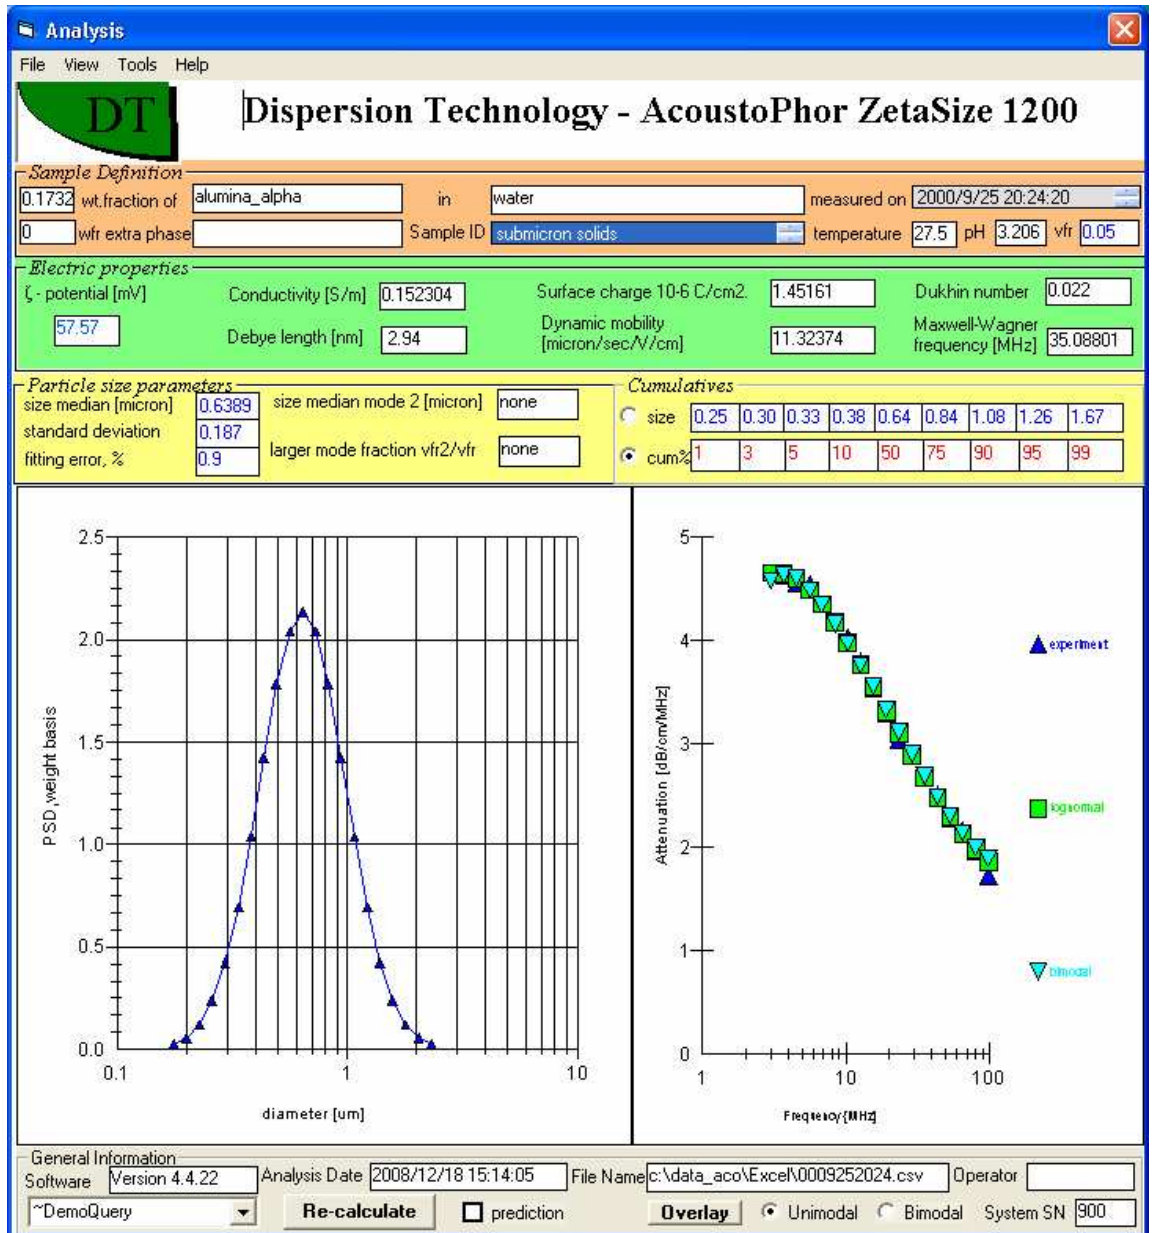 Analysis
File View Tools Help
DT Dispersion Technology - AcoustoPhor ZetaSize 1200
Sample Definition
0.1732 wt.fraction of alumina_alpha in water measured on 2000/9/25 20:24:20
0 wfr extra phase Sample ID submicron solids temperature 27.5 pH 3.206 vfr 0.05
Electric properties
ζ - potential [mV] Conductivity [S/m] 0.152304 Surface charge 10-6 C/cm2. 1.45161 Dukhin number 0.022
57.57 Debye length [nm] 2.94 Dynamic mobility [micron/sec/V/cm] 11.32374 Maxwell-Wagner frequency [MHz] 35.08801
Particle size parameters
size median [micron] 0.6389 size median mode 2 [micron] none
standard deviation 0.187
fitting error, % 0.9 larger mode fraction vfr2/vfr none
Cumulatives
size 0.25 0.30 0.33 0.38 0.64 0.84 1.08 1.26 1.67
cum% 1 3 5 10 50 75 90 95 99
2.5
2.0
1.5
1.0
0.5
0.0
PSD,weight basis
0.1 1 10
diameter [um]
5
4
3
2
1
0
Attenuation [dB/cm/MHz]
1 10 100
Frequency[MHz]
experiment
lognormal
bimodal
General Information
Software Version 4.4.22 Analysis Date 2008/12/18 15:14:05 File Name c:\data_aco\Excel\0009252024.csv Operator
~DemoQuery Re-calculate prediction Overlay Unimodal Bimodal System SN 900